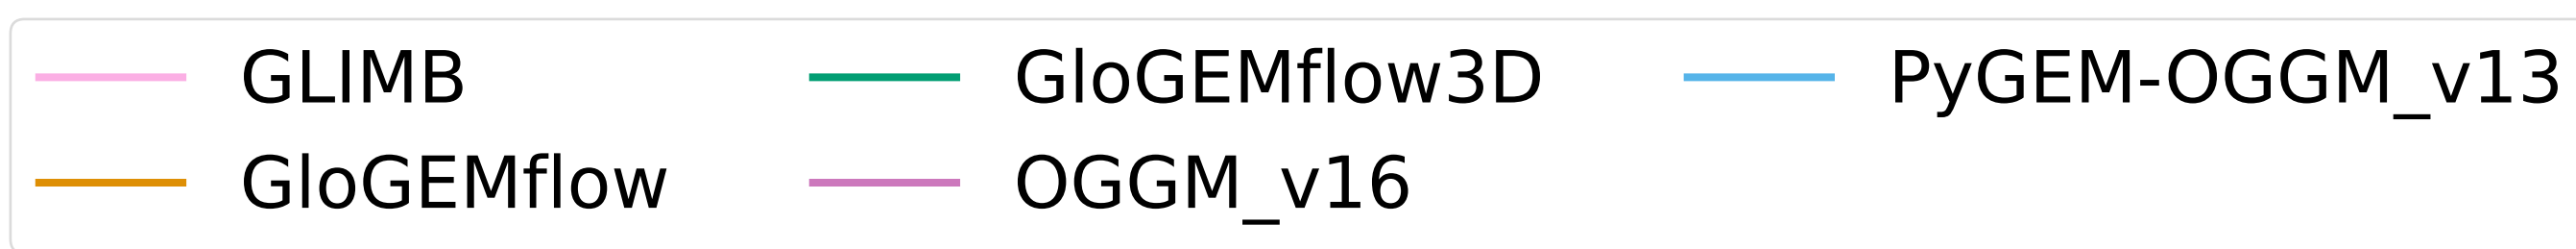 GLIMB GloGEMflow3D PyGEM-OGGM_v13
GloGEMflow OGGM_v16